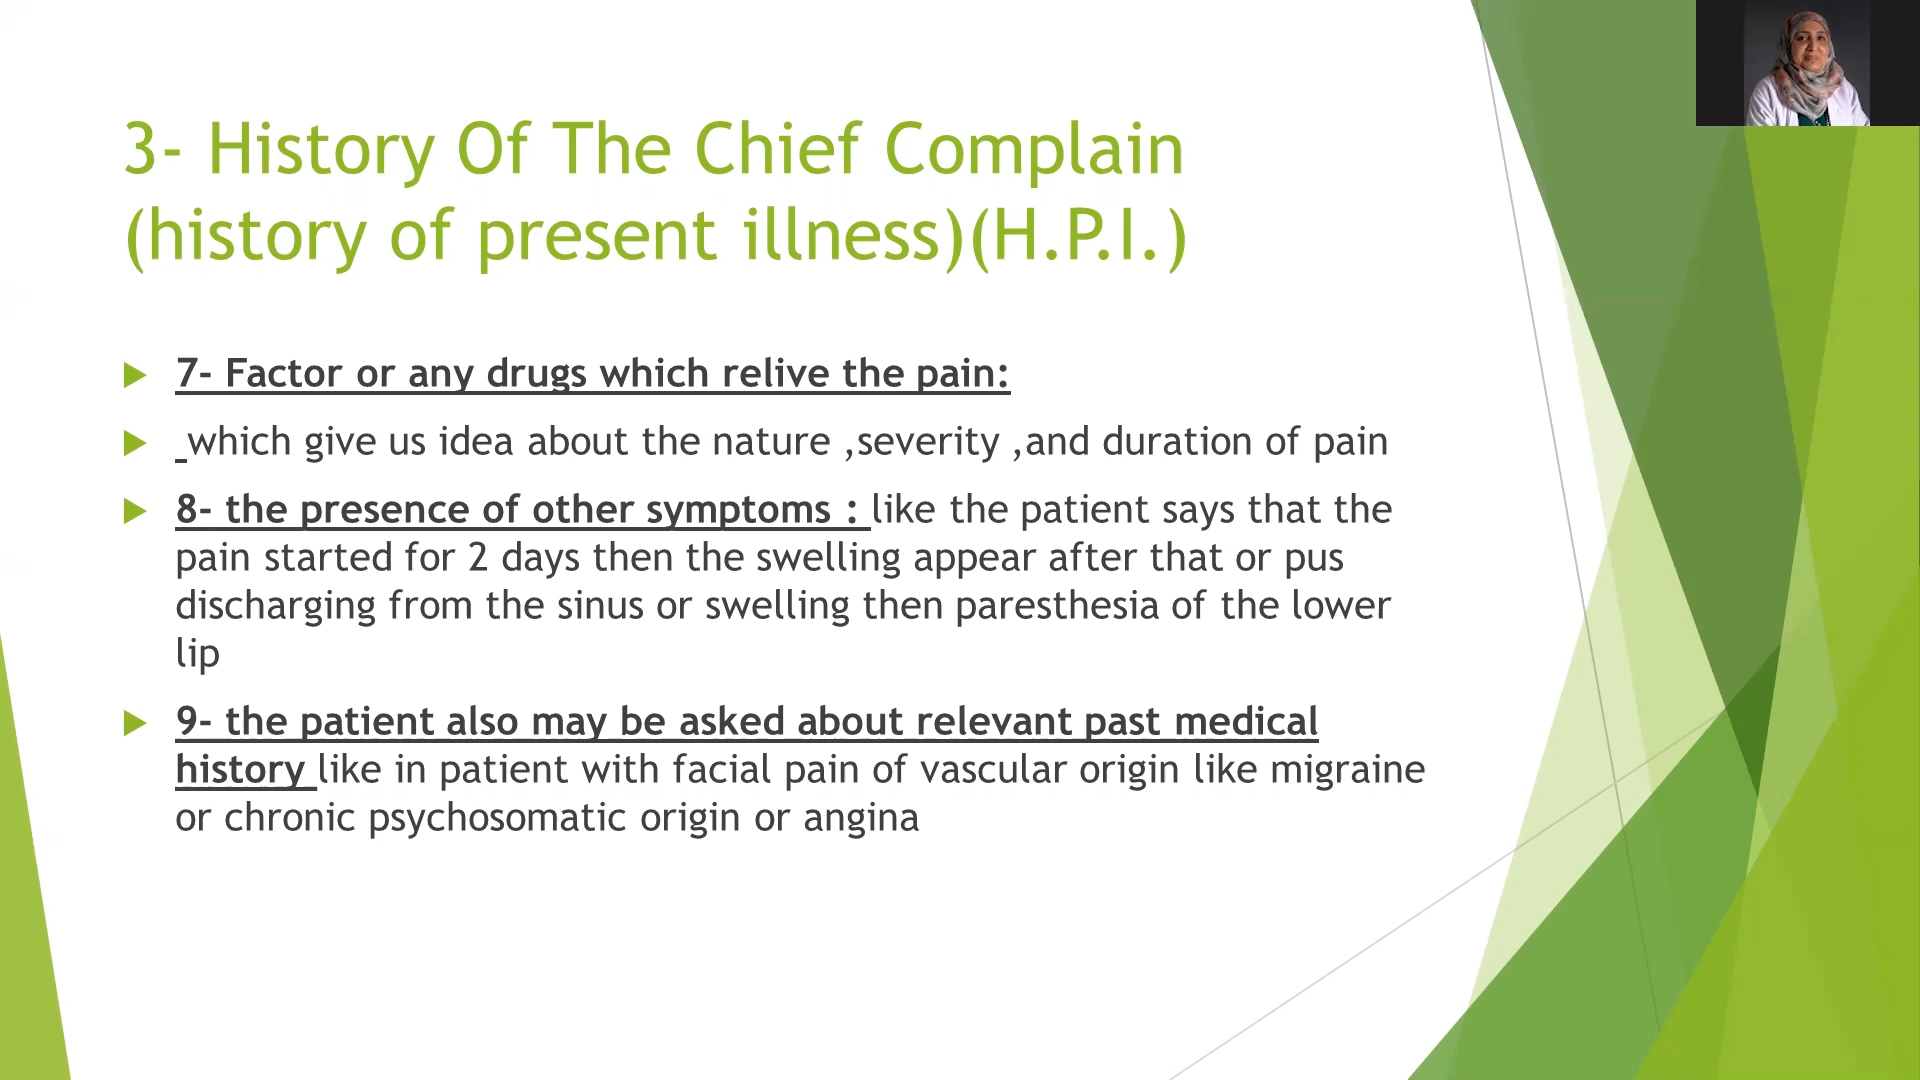 3- History Of The Chief Complain
(history of present illness)(H.P.I.)
7- Factor or any drugs which relive the pain:
which give us idea about the nature ,severity ,and duration of pain
8- the presence of other symptoms : like the patient says that the
pain started for 2 days then the swelling appear after that or pus
discharging from the sinus or swelling then paresthesia of the lower
lip
9- the patient also may be asked about relevant past medical
history like in patient with facial pain of vascular origin like migraine
or chronic psychosomatic origin or angina